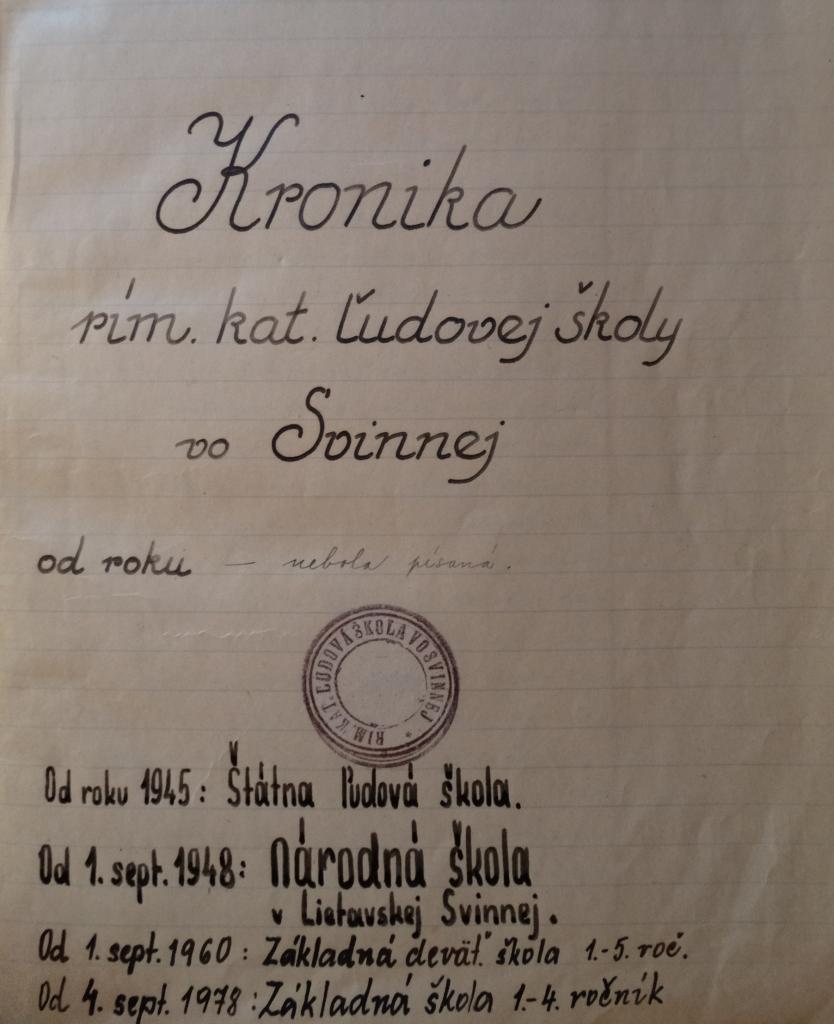 Kronika
rím. kat. ľudovej školy
vo Svinnej
od roku — nebola písaná.
RÍM. KAT. ĽUDOVÁ ŠKOLA VO SVINNEJ *
Od roku 1945: Štátna ľudová škola.
Od 1. sept. 1948: Národná škola
v Lietavskej Svinnej.
Od 1. sept. 1960: Základná deväť. škola 1.-5. roč.
Od 4. sept. 1978: Základná škola 1.-4. ročník